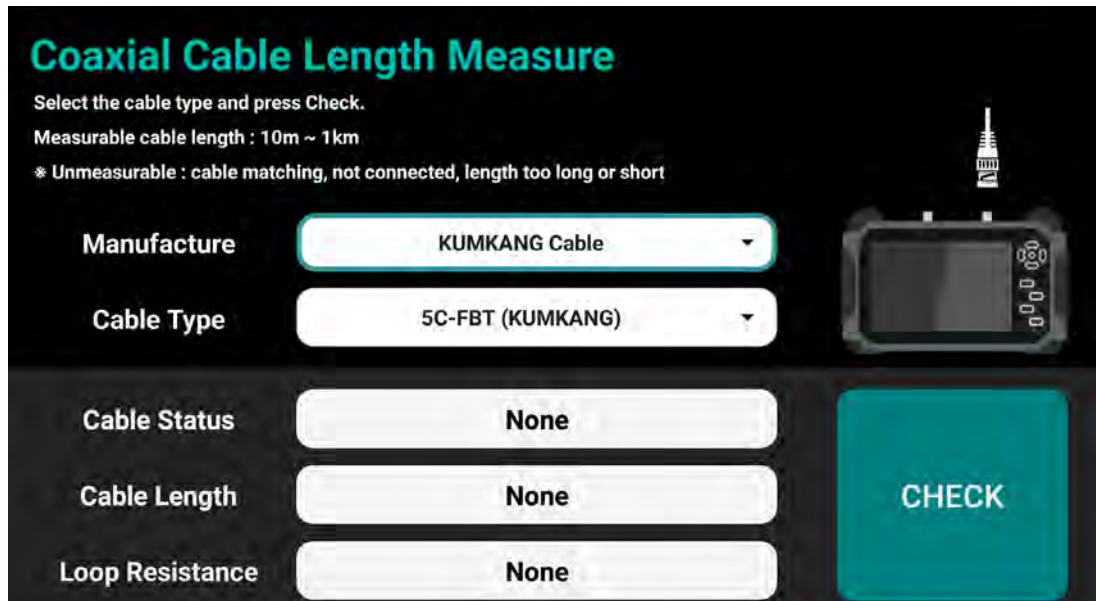 Coaxial Cable Length Measure
Select the cable type and press Check.
Measurable cable length : 10m ~ 1km
※ Unmeasurable : cable matching, not connected, length too long or short
Manufacture
KUMKANG Cable
Cable Type
5C-FBT (KUMKANG)
Cable Status
None
Cable Length
None
CHECK
Loop Resistance
None